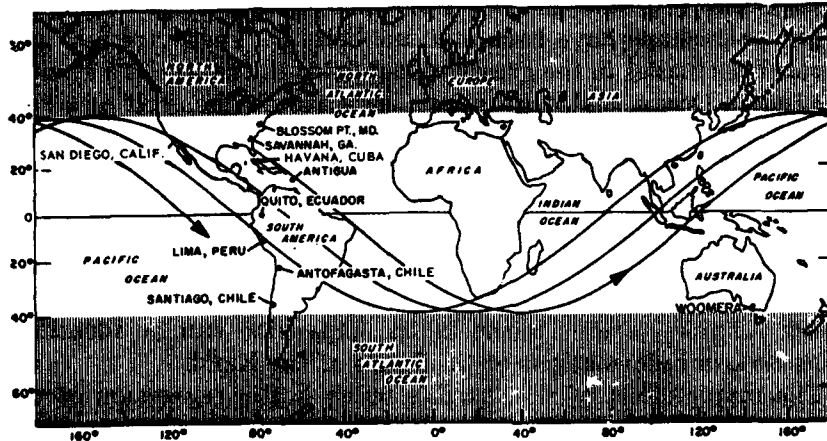 30°
NORTH
AMERICA
NORTH
ATLANTIC
OCEAN
EUROPE
ASIA
40°
BLOSSOM PT., MD.
SAVANNAH, GA.
SAN DIEGO, CALIF.
HAVANA, CUBA
ANTIGUA
AFRICA
PACIFIC
OCEAN
20°
QUITO, ECUADOR
INDIAN
OCEAN
0
SOUTH
AMERICA
LIMA, PERU
PACIFIC
OCEAN
20°
ANTOFAGASTA, CHILE
AUSTRALIA
SANTIAGO, CHILE
WOOMERA
40°
SOUTH
ATLANTIC
OCEAN
60°
160° 120° 80° 40° 0° 40° 80° 120° 160°